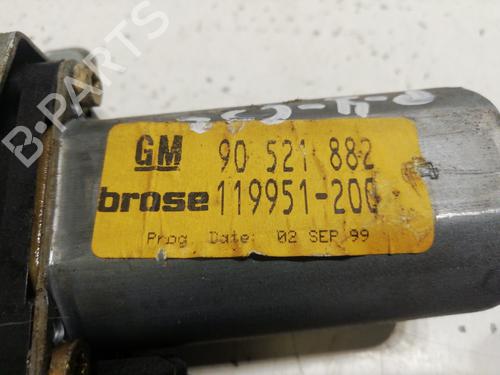 B-PARTS
GM 90 521 882
brose 119951-200
Prog Date: 02 SEP 99